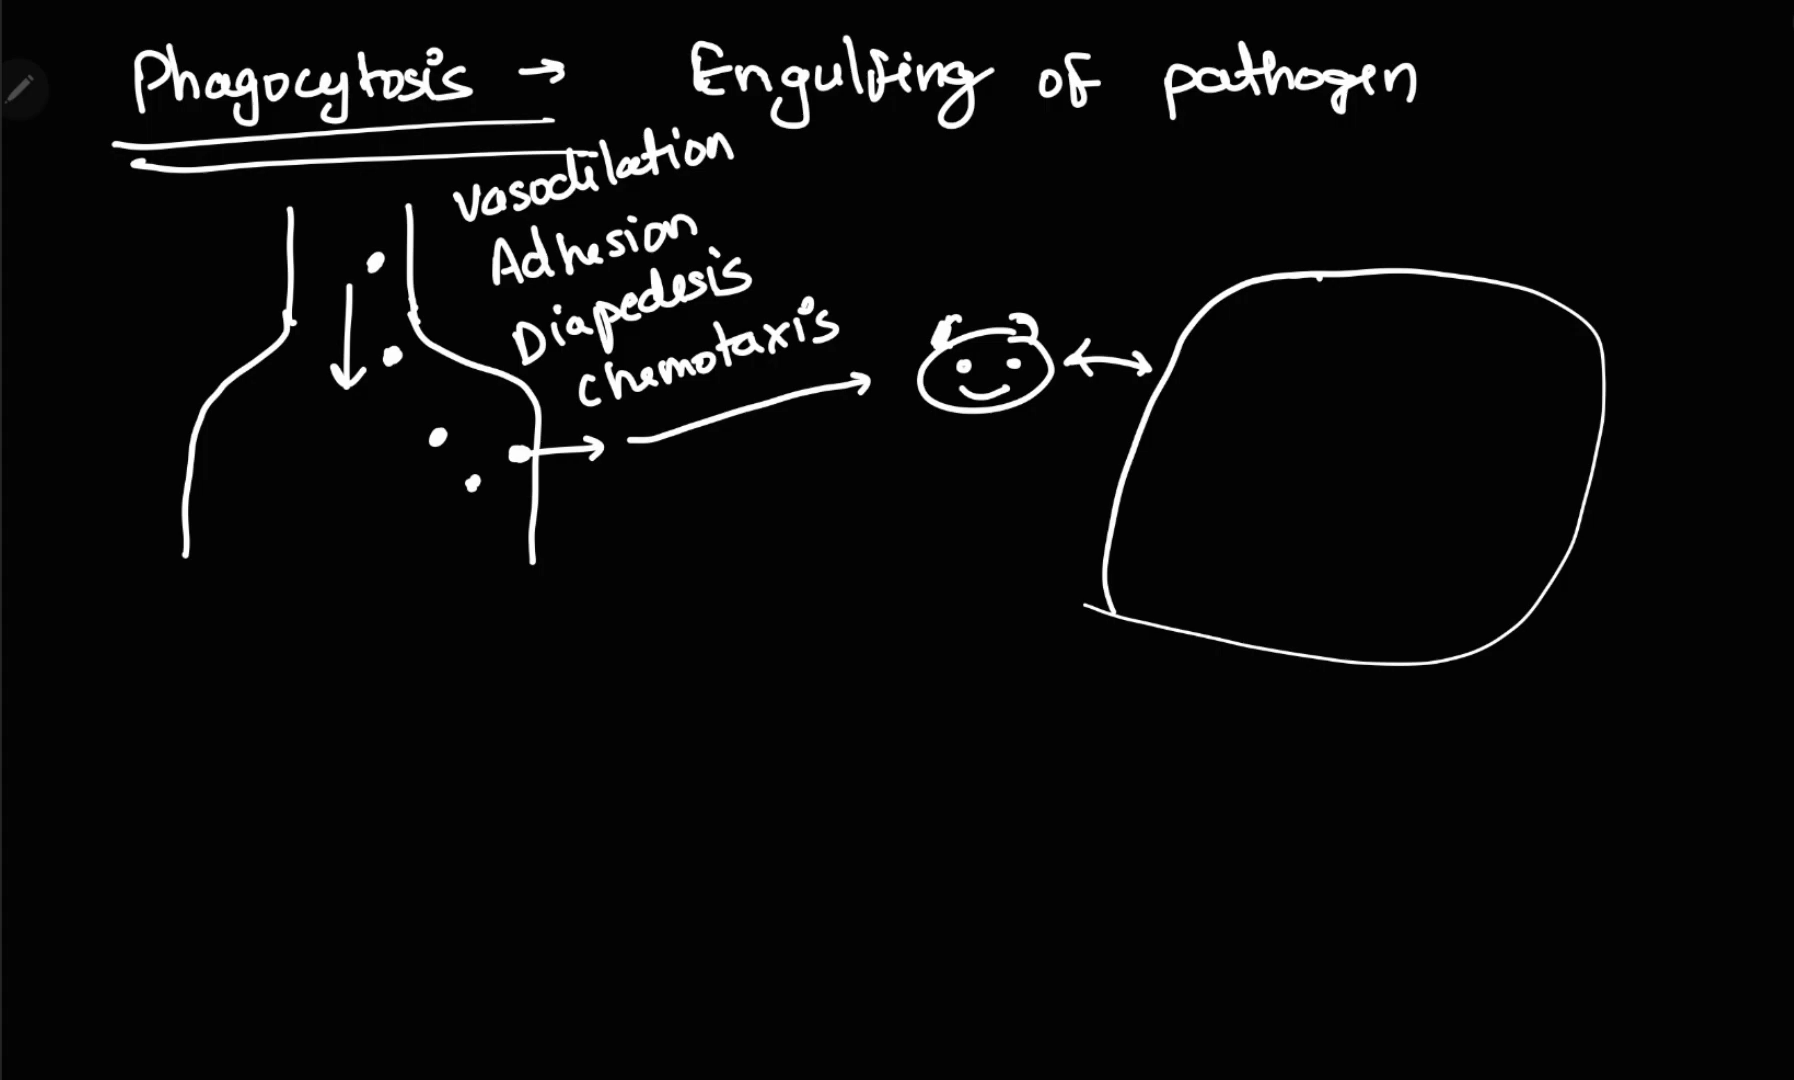 Phagocytosis → Engulfing of pathogen
Vasodilation
Adhesion
Diapedesis
chemotaxis